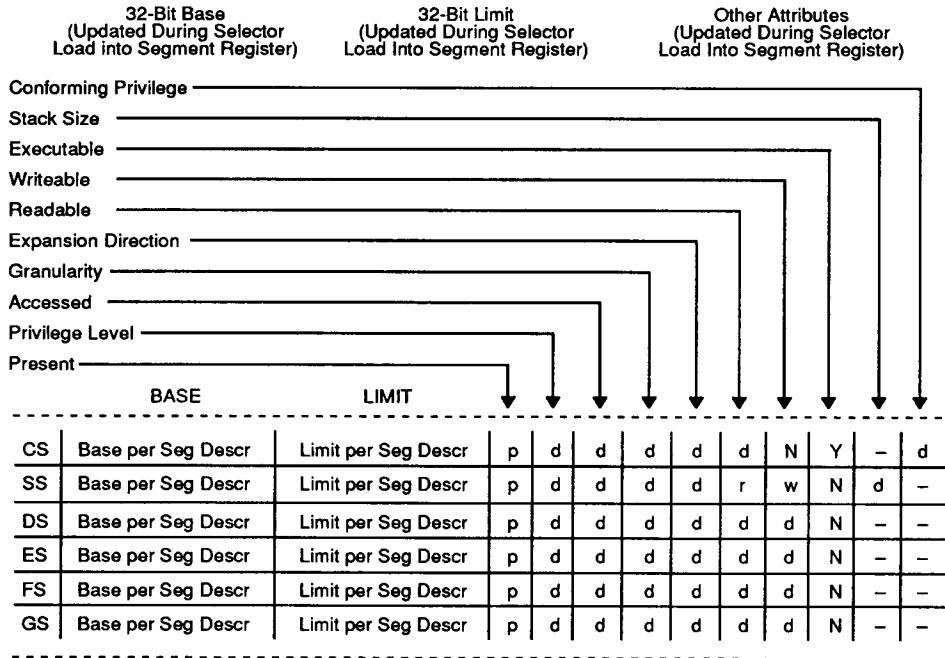 32-Bit Base
(Updated During Selector
Load into Segment Register)
32-Bit Limit
(Updated During Selector
Load Into Segment Register)
Other Attributes
(Updated During Selector
Load Into Segment Register)
Conforming Privilege
Stack Size
Executable
Writeable
Readable
Expansion Direction
Granularity
Accessed
Privilege Level
Present
BASE LIMIT
CS Base per Seg Descr Limit per Seg Descr p d d d d d N Y – d
SS Base per Seg Descr Limit per Seg Descr p d d d d r w N d –
DS Base per Seg Descr Limit per Seg Descr p d d d d d d N – –
ES Base per Seg Descr Limit per Seg Descr p d d d d d d N – –
FS Base per Seg Descr Limit per Seg Descr p d d d d d d N – –
GS Base per Seg Descr Limit per Seg Descr p d d d d d d N – –